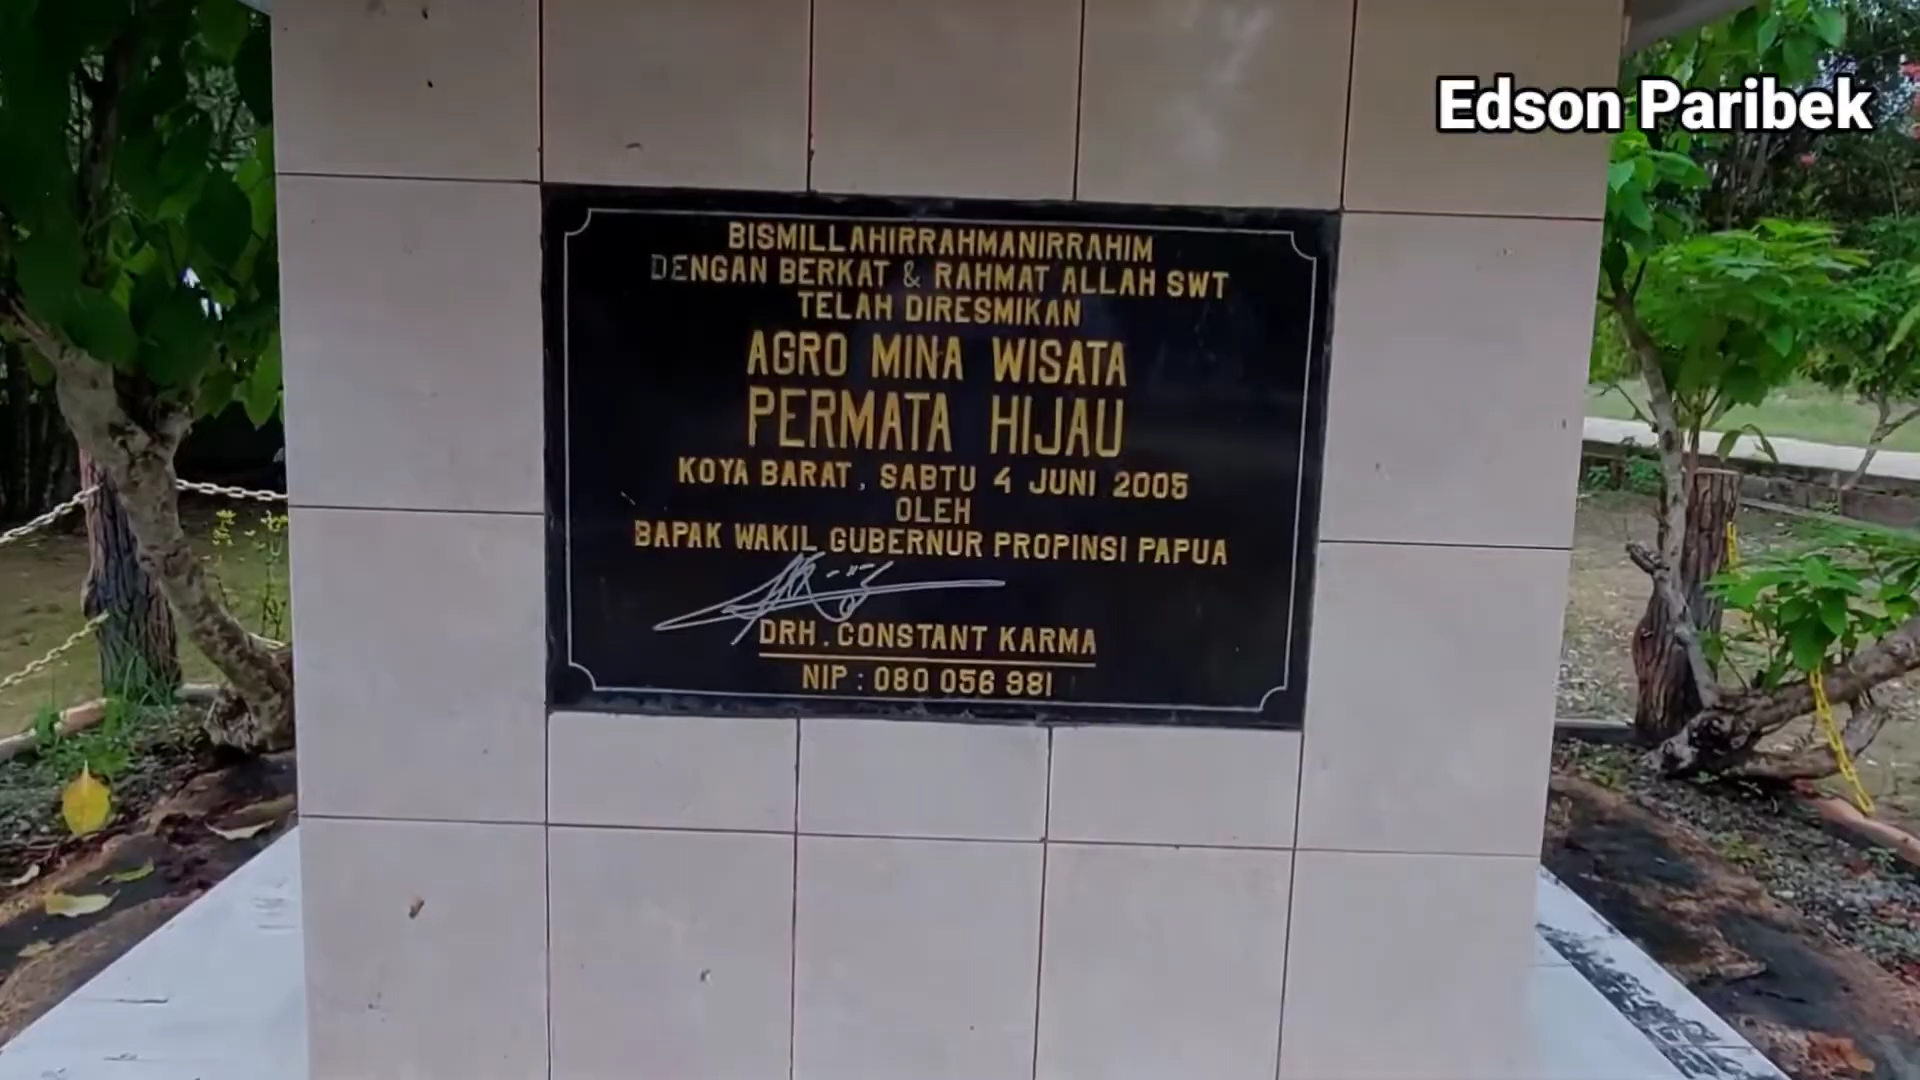 Edson Paribek
BISMILLAHIRRAHMANIRRAHIM
DENGAN BERKAT & RAHMAT ALLAH SWT
TELAH DIRESMIKAN
AGRO MINA WISATA
PERMATA HIJAU
KOYA BARAT, SABTU 4 JUNI 2005
OLEH
BAPAK WAKIL GUBERNUR PROPINSI PAPUA
DRH. CONSTANT KARMA
NIP : 080 056 981